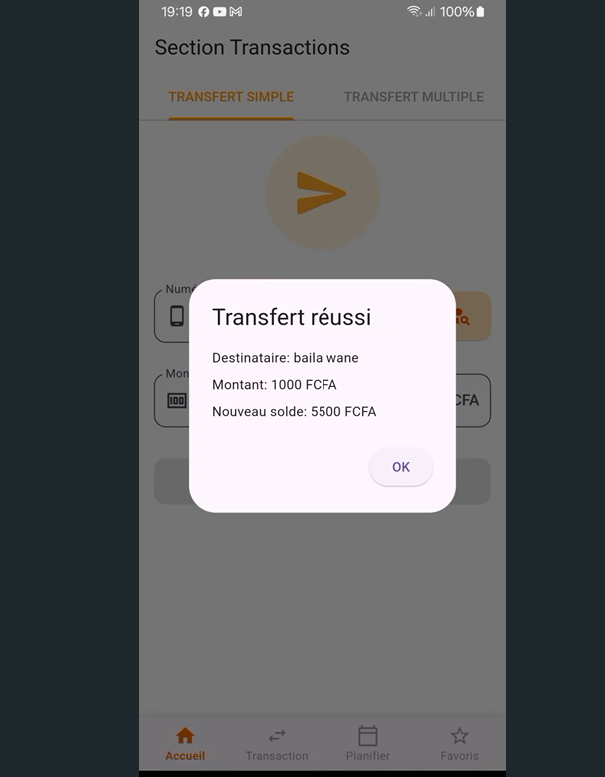 19:19 100%
Section Transactions
TRANSFERT SIMPLE TRANSFERT MULTIPLE
Numé
Transfert réussi
Destinataire: baila wane
Mon
Montant: 1000 FCFA
CFA
Nouveau solde: 5500 FCFA
OK
Accueil Transaction Planifier Favoris